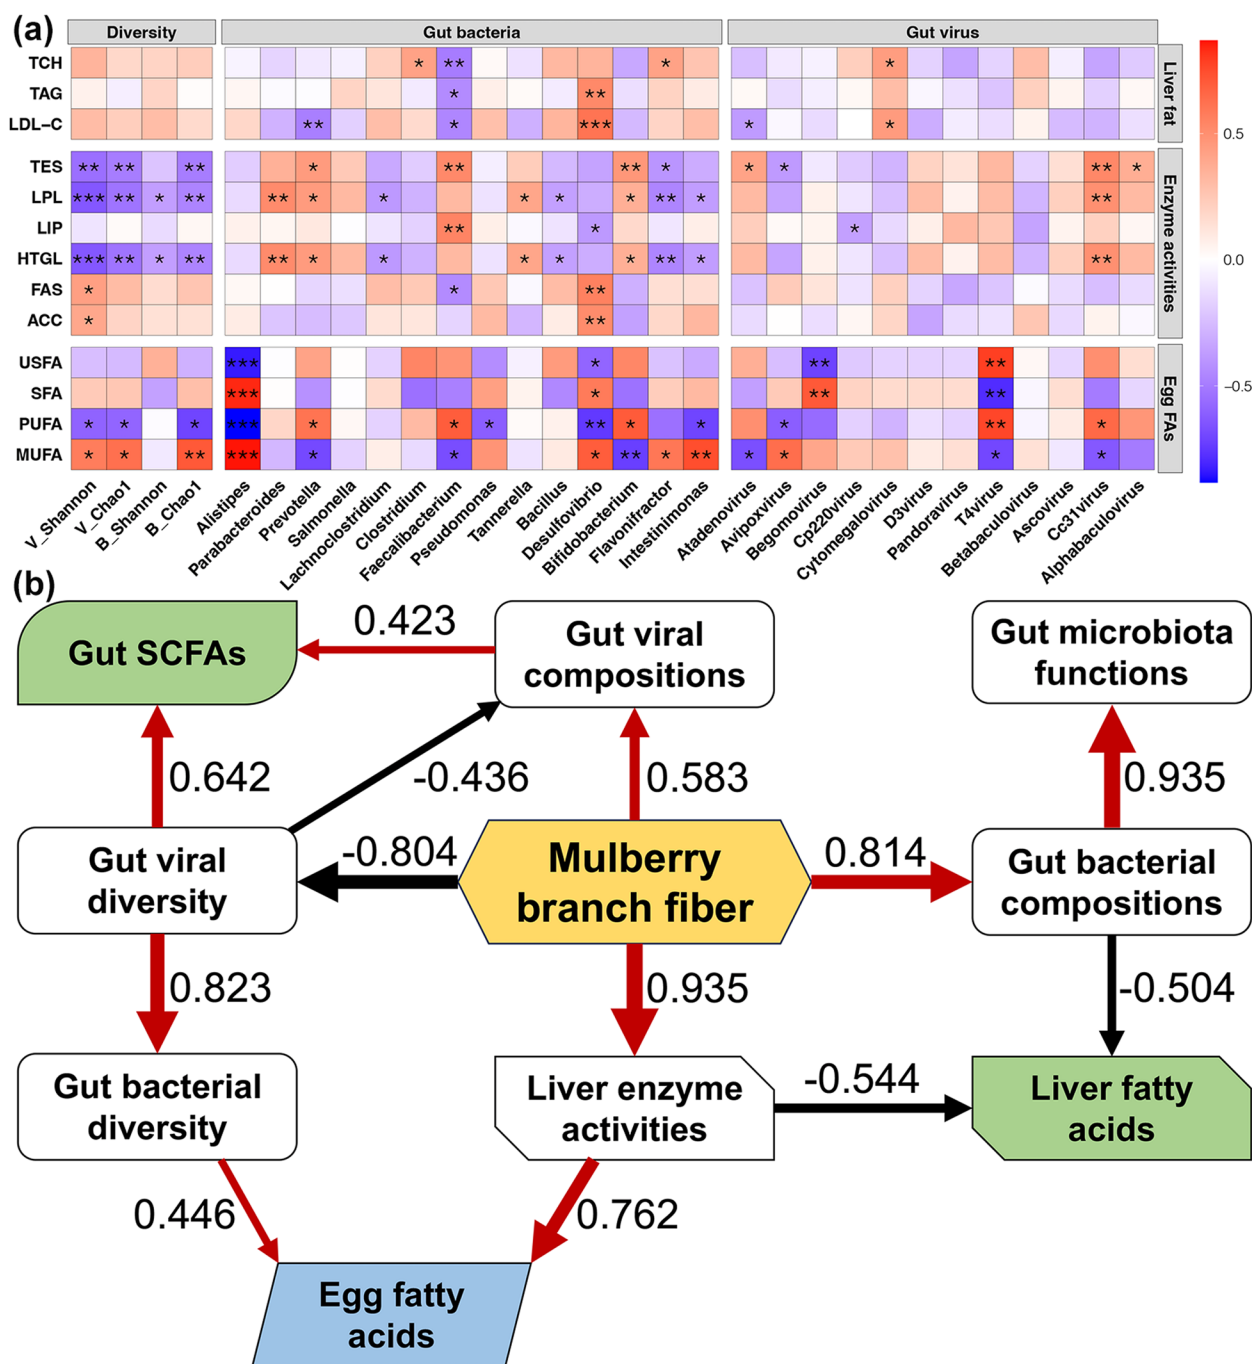 (a)
Diversity Gut bacteria Gut virus
TCH * ** * *
TAG * **
LDL−C ** * *** * *
Liver fat
TES ** ** ** * ** ** * * * ** *
LPL *** ** * ** ** * * * * * ** * **
LIP ** * *
HTGL *** ** * ** ** * * * * * ** * **
FAS * * **
ACC * **
Enzyme activities
USFA *** * ** **
SFA *** * ** **
PUFA * * * *** * * * ** * * * ** *
MUFA * * ** *** * * * ** * ** * * * *
Egg FAs
0.5
0.0
−0.5
V_Shannon
V_Chao1
B_Shannon
B_Chao1
Alistipes
Parabacteroides
Prevotella
Salmonella
Lachnoclostridium
Clostridium
Faecalibacterium
Pseudomonas
Tannerella
Bacillus
Desulfovibrio
Bifidobacterium
Flavonifractor
Intestinimonas
Atadenovirus
Avipoxvirus
Begomovirus
Cp220virus
Cytomegalovirus
D3virus
Pandoravirus
T4virus
Betabaculovirus
Ascovirus
Cc31virus
Alphabaculovirus
(b)
Gut SCFAs
0.423
Gut viral
compositions
Gut microbiota
functions
0.642
-0.436
0.583
0.935
Gut viral
diversity
-0.804
Mulberry
branch fiber
0.814
Gut bacterial
compositions
0.823
0.935
-0.504
Gut bacterial
diversity
Liver enzyme
activities
-0.544
Liver fatty
acids
0.446
0.762
Egg fatty
acids